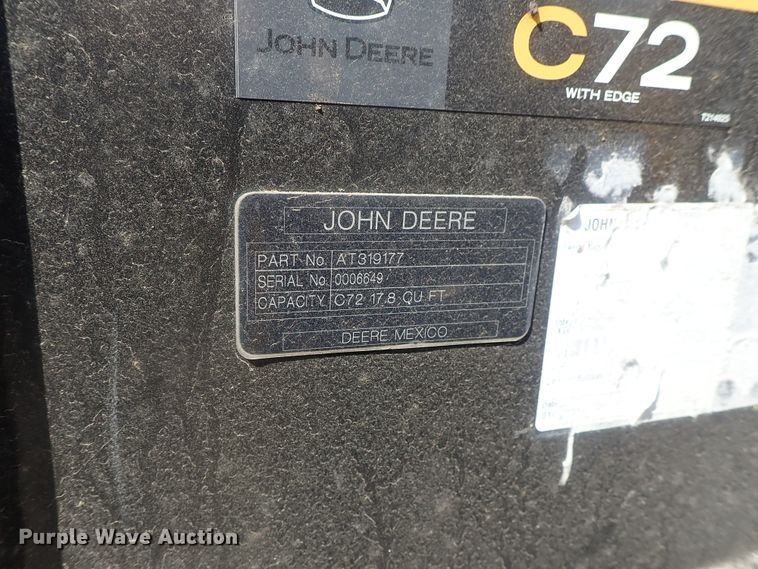 JOHN DEERE
C72
WITH EDGE
JOHN DEERE
PART No. AT319177
SERIAL No. 0006649
CAPACITY C72 17.8 CU FT
DEERE MEXICO
JOHN
Purple Wave Auction